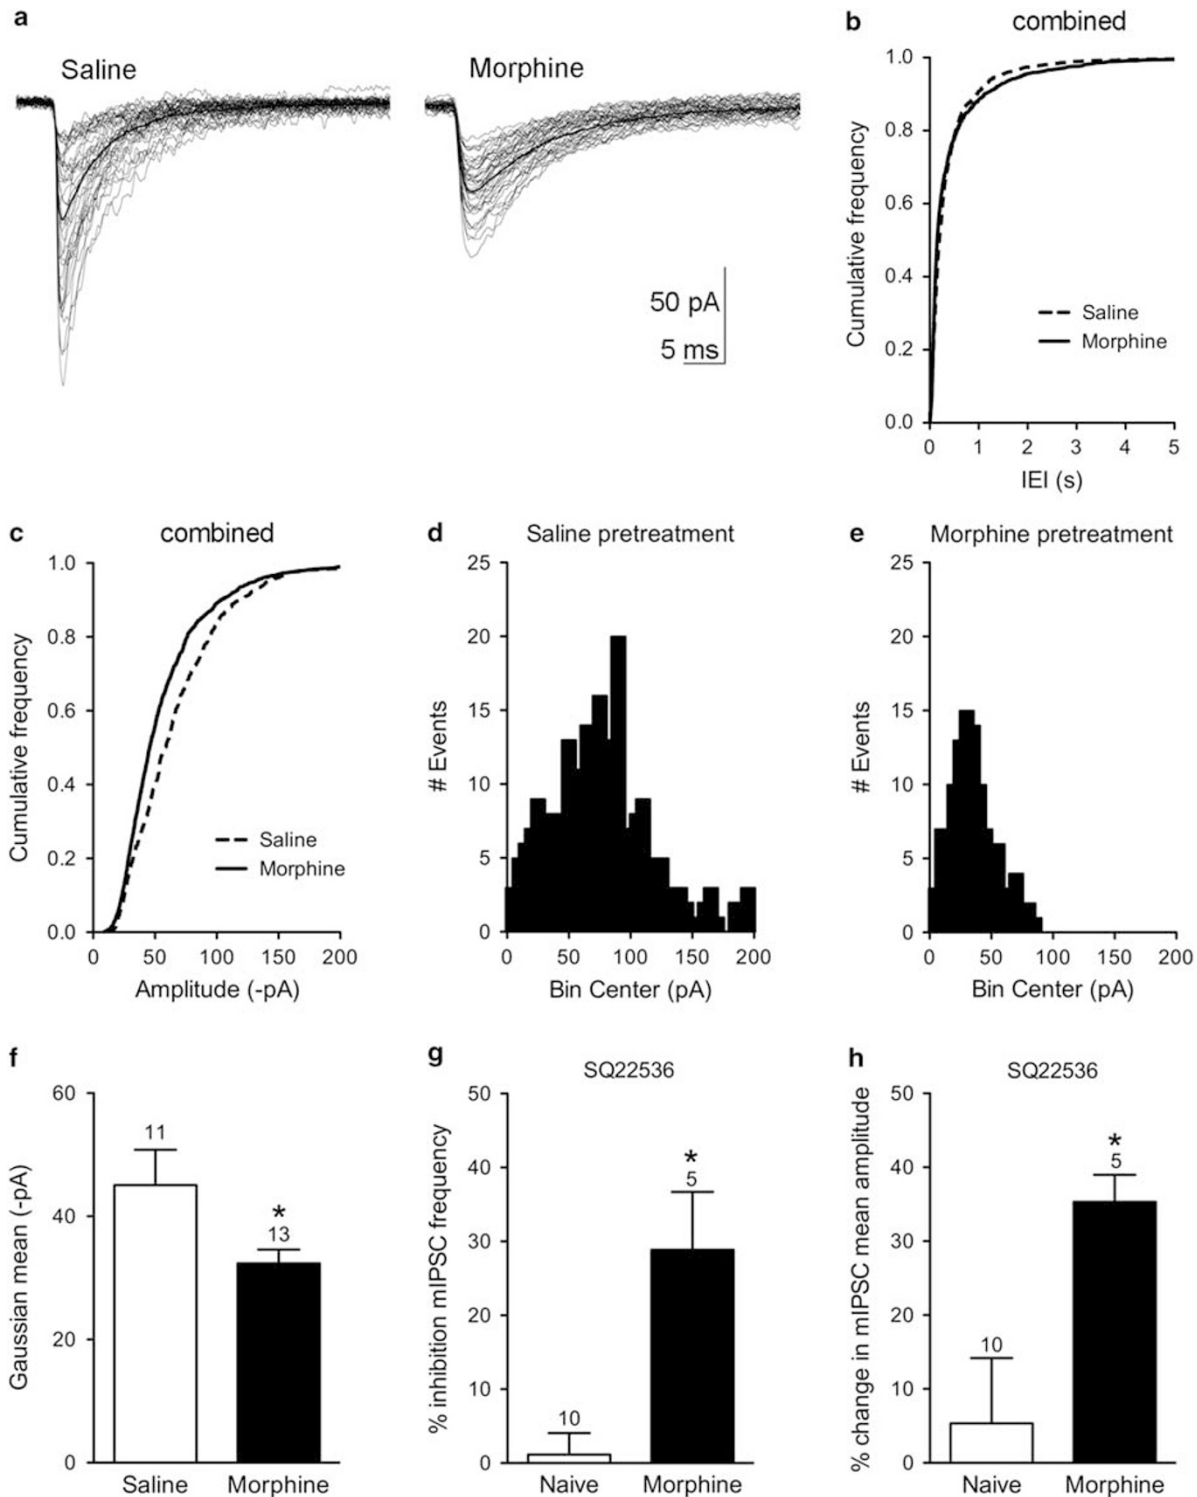 a
Saline
Morphine
50 pA
5 ms
b
combined
Cumulative frequency
1.0
0.8
0.6
0.4
0.2
0.0
Saline
Morphine
0 1 2 3 4 5
IEI (s)
c
combined
Cumulative frequency
1.0
0.8
0.6
0.4
0.2
0.0
Saline
Morphine
0 50 100 150 200
Amplitude (-pA)
d
Saline pretreatment
# Events
25
20
15
10
5
0
0 50 100 150 200
Bin Center (pA)
e
Morphine pretreatment
# Events
25
20
15
10
5
0
0 50 100 150 200
Bin Center (pA)
f
Gaussian mean (-pA)
60
40
20
0
11
*
13
Saline Morphine
g
SQ22536
% inhibition mIPSC frequency
50
40
30
20
10
0
10
*
5
Naive Morphine
h
SQ22536
% change in mIPSC mean amplitude
50
40
30
20
10
0
10
*
5
Naive Morphine